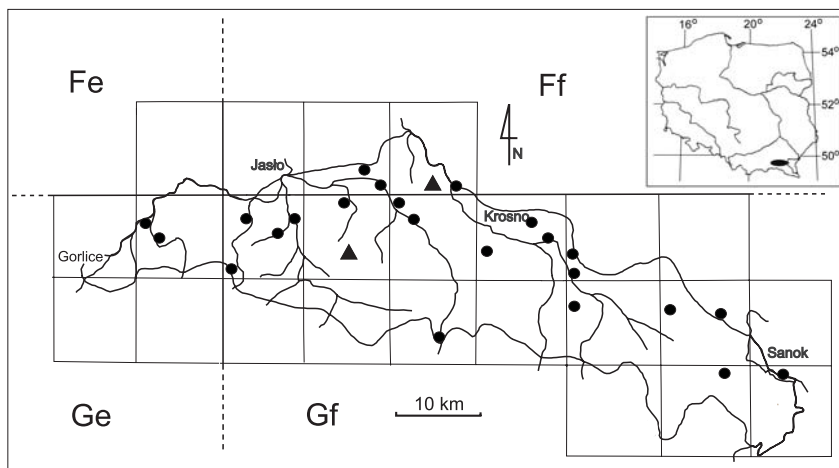 16° 20° 24°
54°
52°
50°
Fe
Ff
N
Jasło
Krosno
Gorlice
Sanok
Ge
Gf
10 km